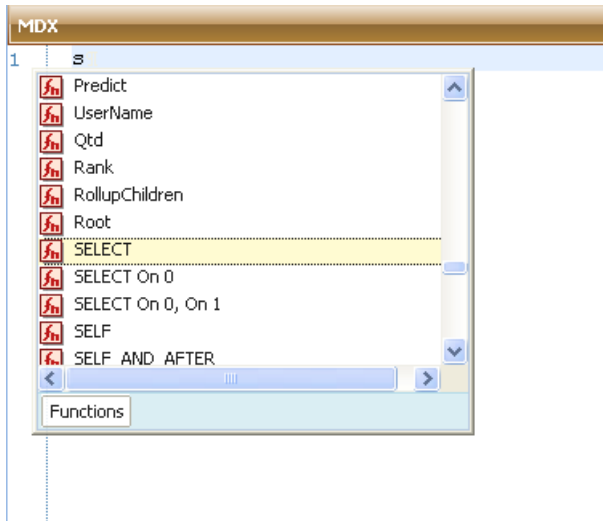 MDX
1 s
Predict
UserName
Qtd
Rank
RollupChildren
Root
SELECT
SELECT On 0
SELECT On 0, On 1
SELF
SELF_AND_AFTER
Functions